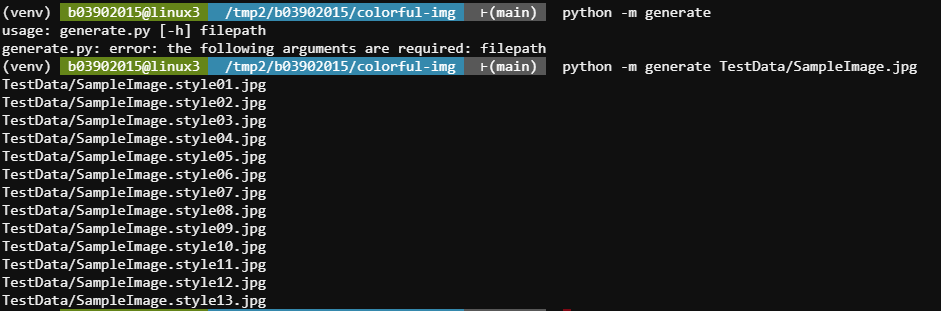 (venv) b03902015@linux3 /tmp2/b03902015/colorful-img ⊦(main) python -m generate
usage: generate.py [-h] filepath
generate.py: error: the following arguments are required: filepath
(venv) b03902015@linux3 /tmp2/b03902015/colorful-img ⊦(main) python -m generate TestData/SampleImage.jpg
TestData/SampleImage.style01.jpg
TestData/SampleImage.style02.jpg
TestData/SampleImage.style03.jpg
TestData/SampleImage.style04.jpg
TestData/SampleImage.style05.jpg
TestData/SampleImage.style06.jpg
TestData/SampleImage.style07.jpg
TestData/SampleImage.style08.jpg
TestData/SampleImage.style09.jpg
TestData/SampleImage.style10.jpg
TestData/SampleImage.style11.jpg
TestData/SampleImage.style12.jpg
TestData/SampleImage.style13.jpg